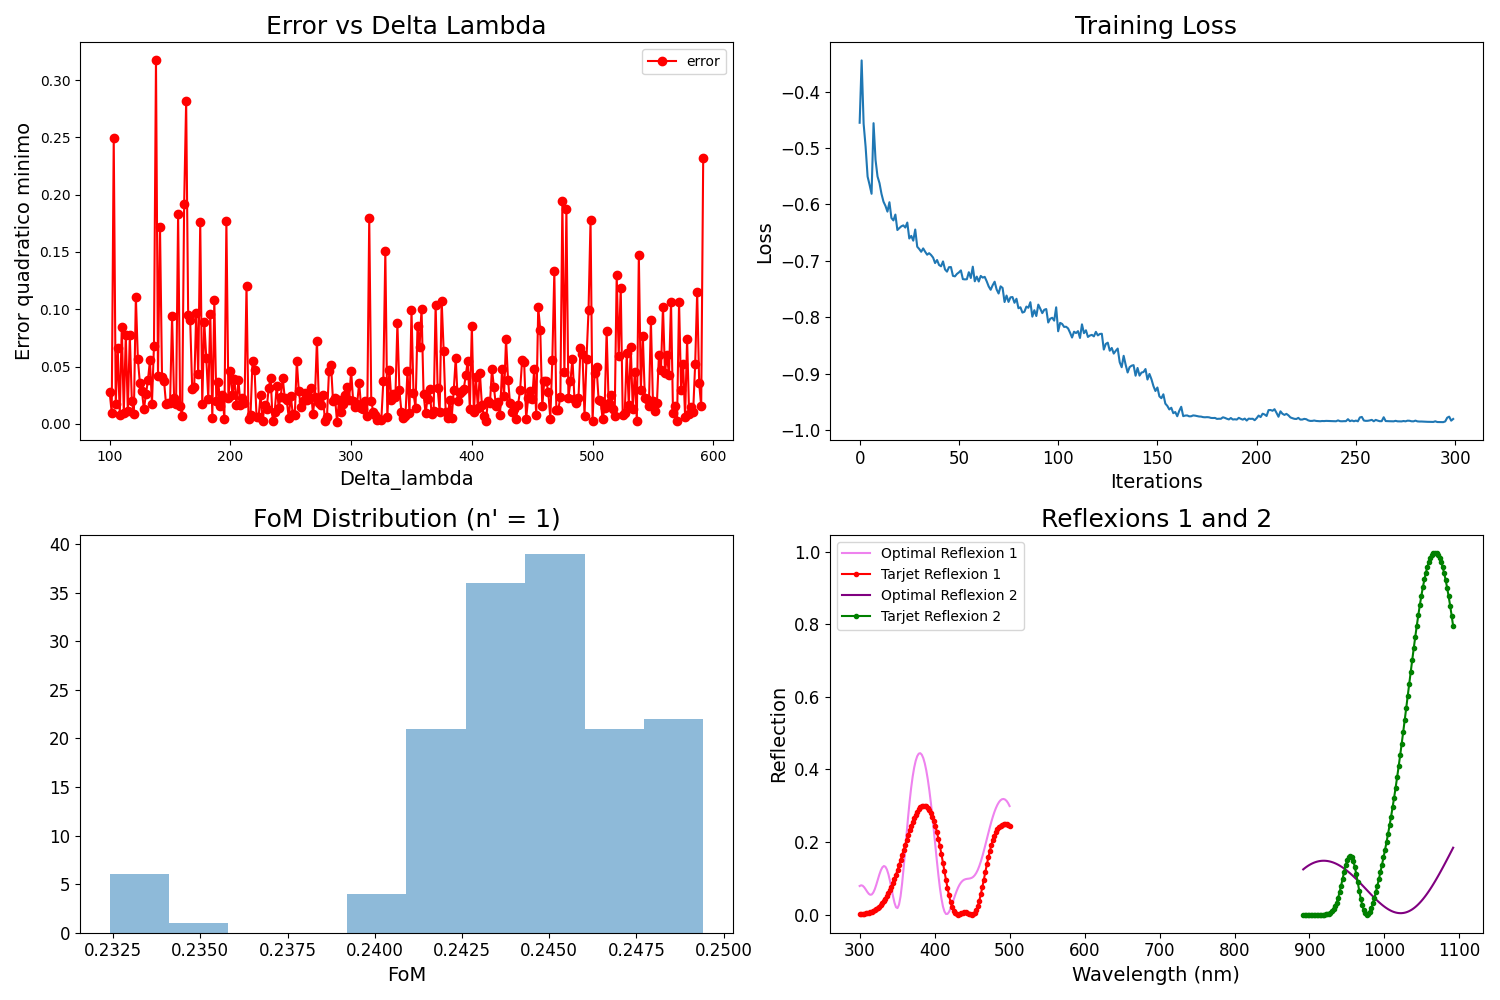 Error vs Delta Lambda
error
Error quadratico minimo
0.30
0.25
0.20
0.15
0.10
0.05
0.00
100 200 300 400 500 600
Delta_lambda
Training Loss
Loss
−0.4
−0.5
−0.6
−0.7
−0.8
−0.9
−1.0
0 50 100 150 200 250 300
Iterations
FoM Distribution (n' = 1)
40
35
30
25
20
15
10
5
0
0.2325 0.2350 0.2375 0.2400 0.2425 0.2450 0.2475 0.2500
FoM
Reflexions 1 and 2
Optimal Reflexion 1
Tarjet Reflexion 1
Optimal Reflexion 2
Tarjet Reflexion 2
Reflection
1.0
0.8
0.6
0.4
0.2
0.0
300 400 500 600 700 800 900 1000 1100
Wavelength (nm)